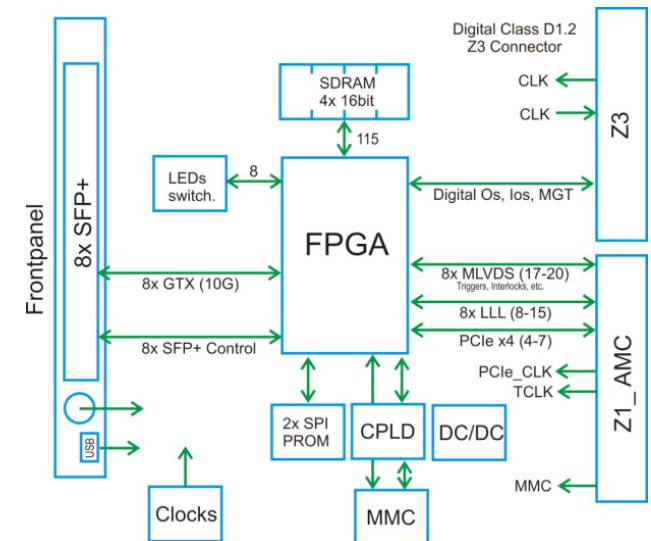 Digital Class D1.2
Z3 Connector
CLK
CLK
Z3
SDRAM
4x 16bit
115
LEDs
switch.
8
FPGA
Digital Os, Ios, MGT
Frontpanel
8x SFP+
8x GTX (10G)
8x SFP+ Control
8x MLVDS (17-20)
Triggers, Interlocks, etc.
8x LLL (8-15)
PCIe x4 (4-7)
PCIe_CLK
TCLK
MMC
Z1_AMC
2x SPI
PROM
CPLD
DC/DC
USB
Clocks
MMC